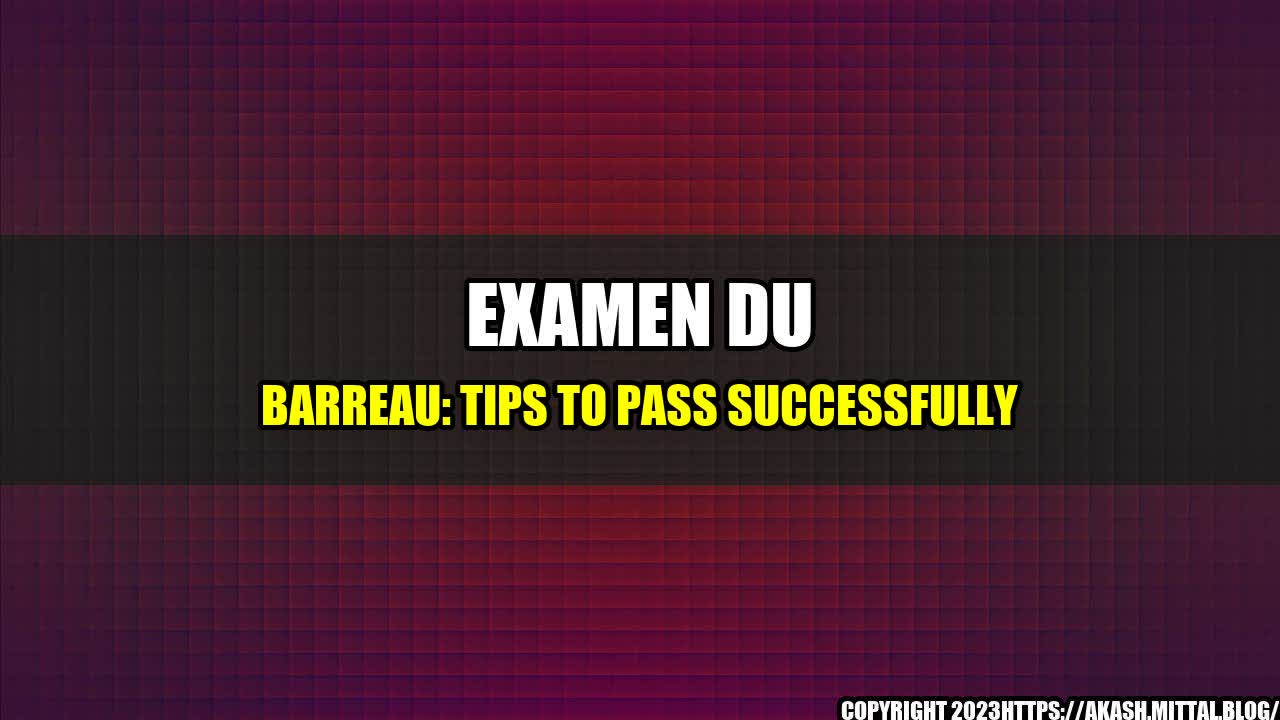 EXAMEN DU
BARREAU: TIPS TO PASS SUCCESSFULLY
COPYRIGHT 2023HTTPS://AKASH.MITTAL.BLOG/